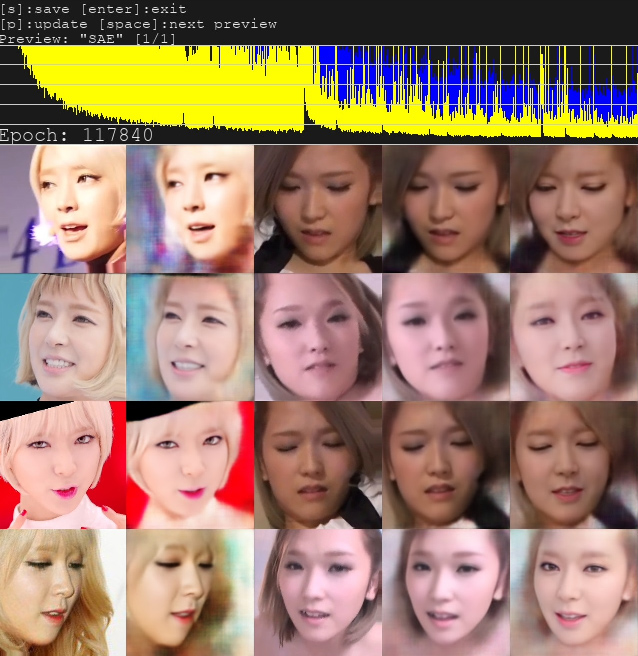 [s]:save [enter]:exit
[p]:update [space]:next preview
Preview: "SAE" [1/1]
Epoch: 117840